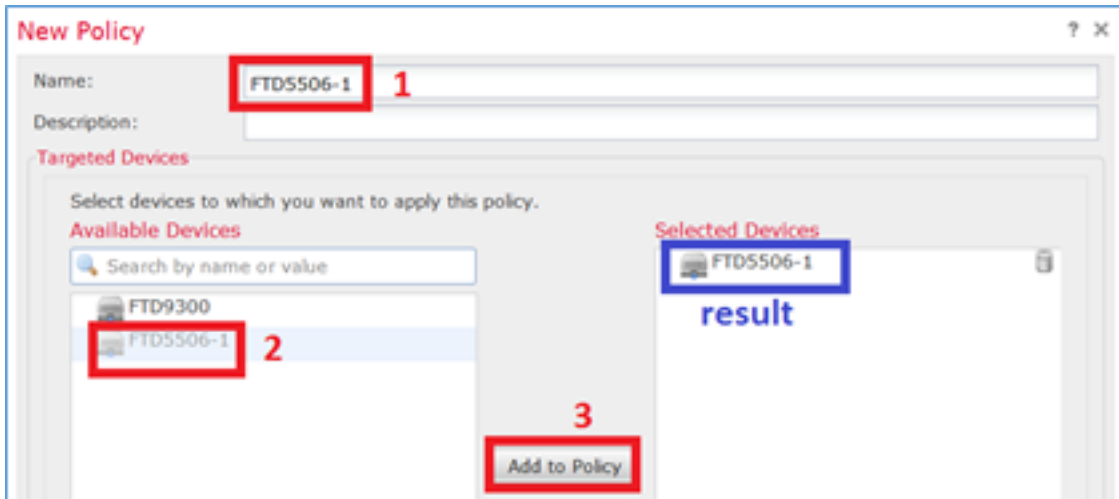 New Policy ? ×
Name: FTD5506-1 1
Description:
Targeted Devices
Select devices to which you want to apply this policy.
Available Devices
Search by name or value
FTD9300
FTD5506-1 2
3
Add to Policy
Selected Devices
FTD5506-1
result